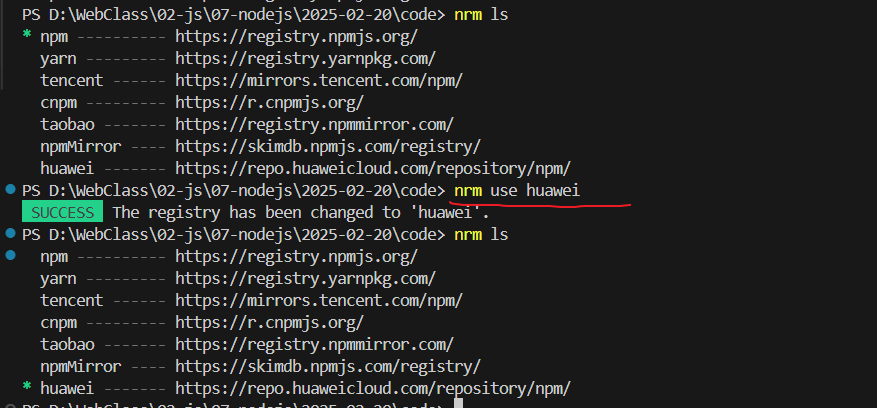 PS D:\WebClass\02-js\07-nodejs\2025-02-20\code> nrm ls
* npm ---------- https://registry.npmjs.org/
  yarn --------- https://registry.yarnpkg.com/
  tencent ------ https://mirrors.tencent.com/npm/
  cnpm --------- https://r.cnpmjs.org/
  taobao ------- https://registry.npmmirror.com/
  npmMirror ---- https://skimdb.npmjs.com/registry/
  huawei ------- https://repo.huaweicloud.com/repository/npm/
PS D:\WebClass\02-js\07-nodejs\2025-02-20\code> nrm use huawei
 SUCCESS  The registry has been changed to 'huawei'.
PS D:\WebClass\02-js\07-nodejs\2025-02-20\code> nrm ls
  npm ---------- https://registry.npmjs.org/
  yarn --------- https://registry.yarnpkg.com/
  tencent ------ https://mirrors.tencent.com/npm/
  cnpm --------- https://r.cnpmjs.org/
  taobao ------- https://registry.npmmirror.com/
  npmMirror ---- https://skimdb.npmjs.com/registry/
* huawei ------- https://repo.huaweicloud.com/repository/npm/
PS D:\WebClass\02-js\07-nodejs\2025-02-20\code>